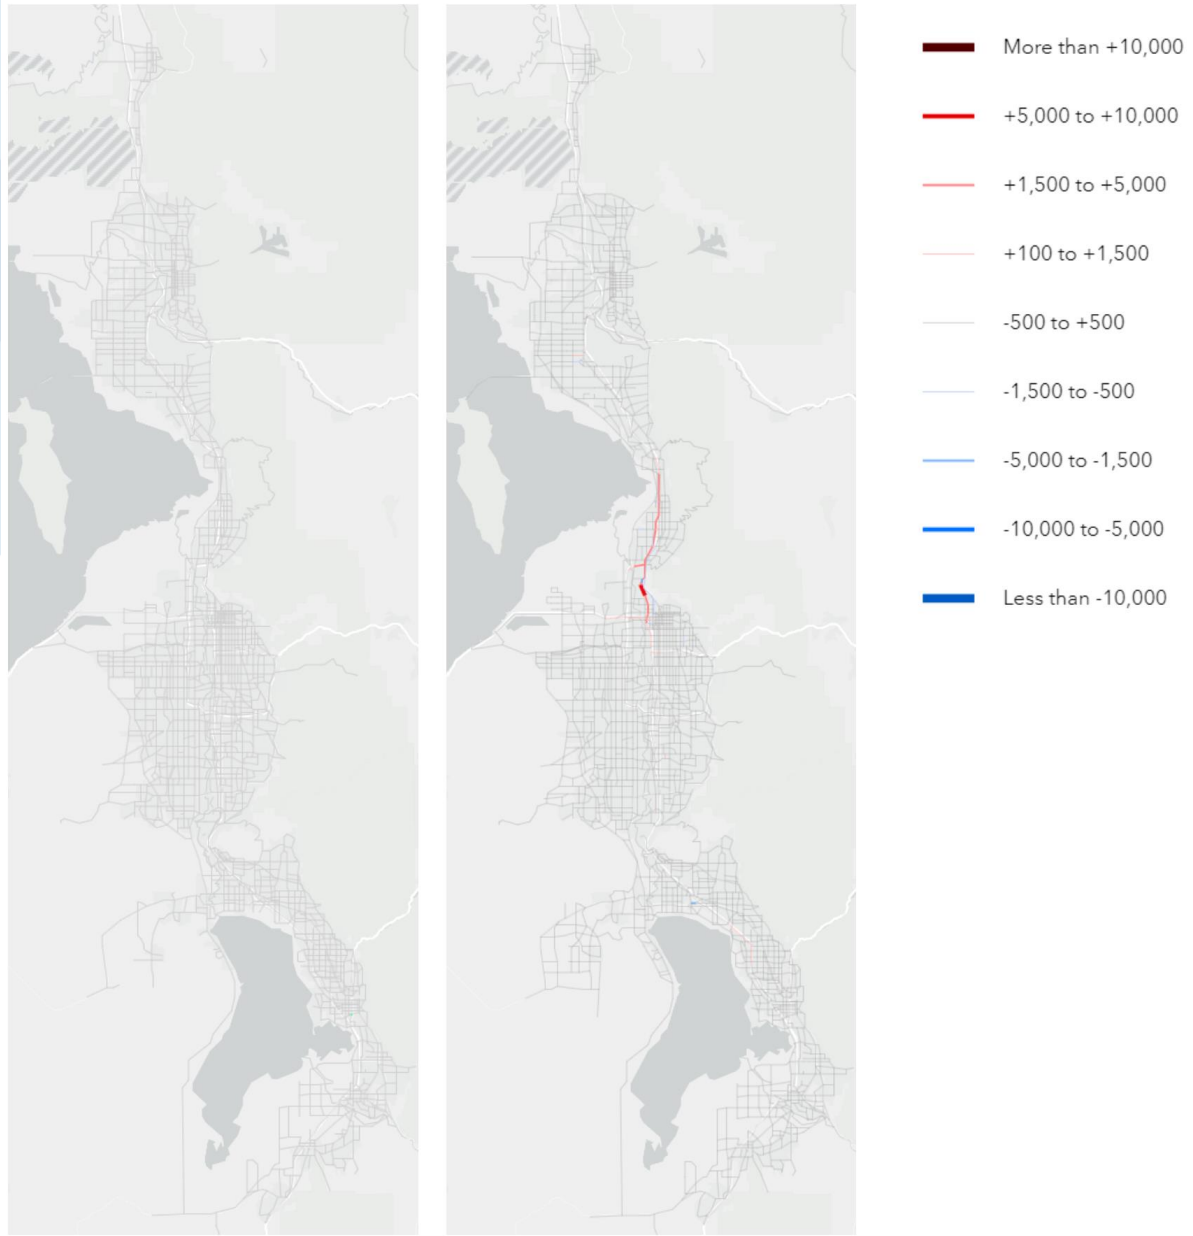 More than +10,000
+5,000 to +10,000
+1,500 to +5,000
+100 to +1,500
-500 to +500
-1,500 to -500
-5,000 to -1,500
-10,000 to -5,000
Less than -10,000